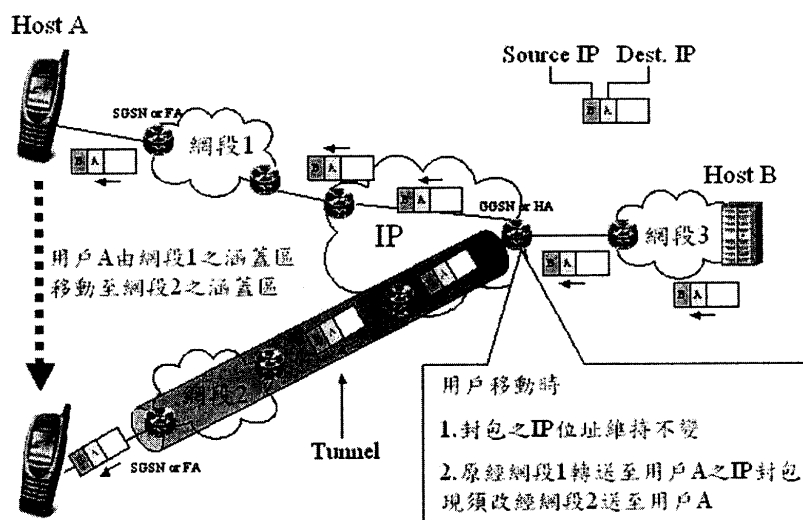 Host A
Source IP Dest. IP
B A
SGSN or FA
網段1
B A
B A
B A
GGSN or HA
Host B
IP
網段3
用戶A由網段1之涵蓋區
移動至網段2之涵蓋區
B A
B A
B A
B A
網段2
B A
SGSN or FA
Tunnel
用戶移動時
1.封包之IP位址維持不變
2.原經網段1轉送至用戶A之IP封包
現須改經網段2送至用戶A